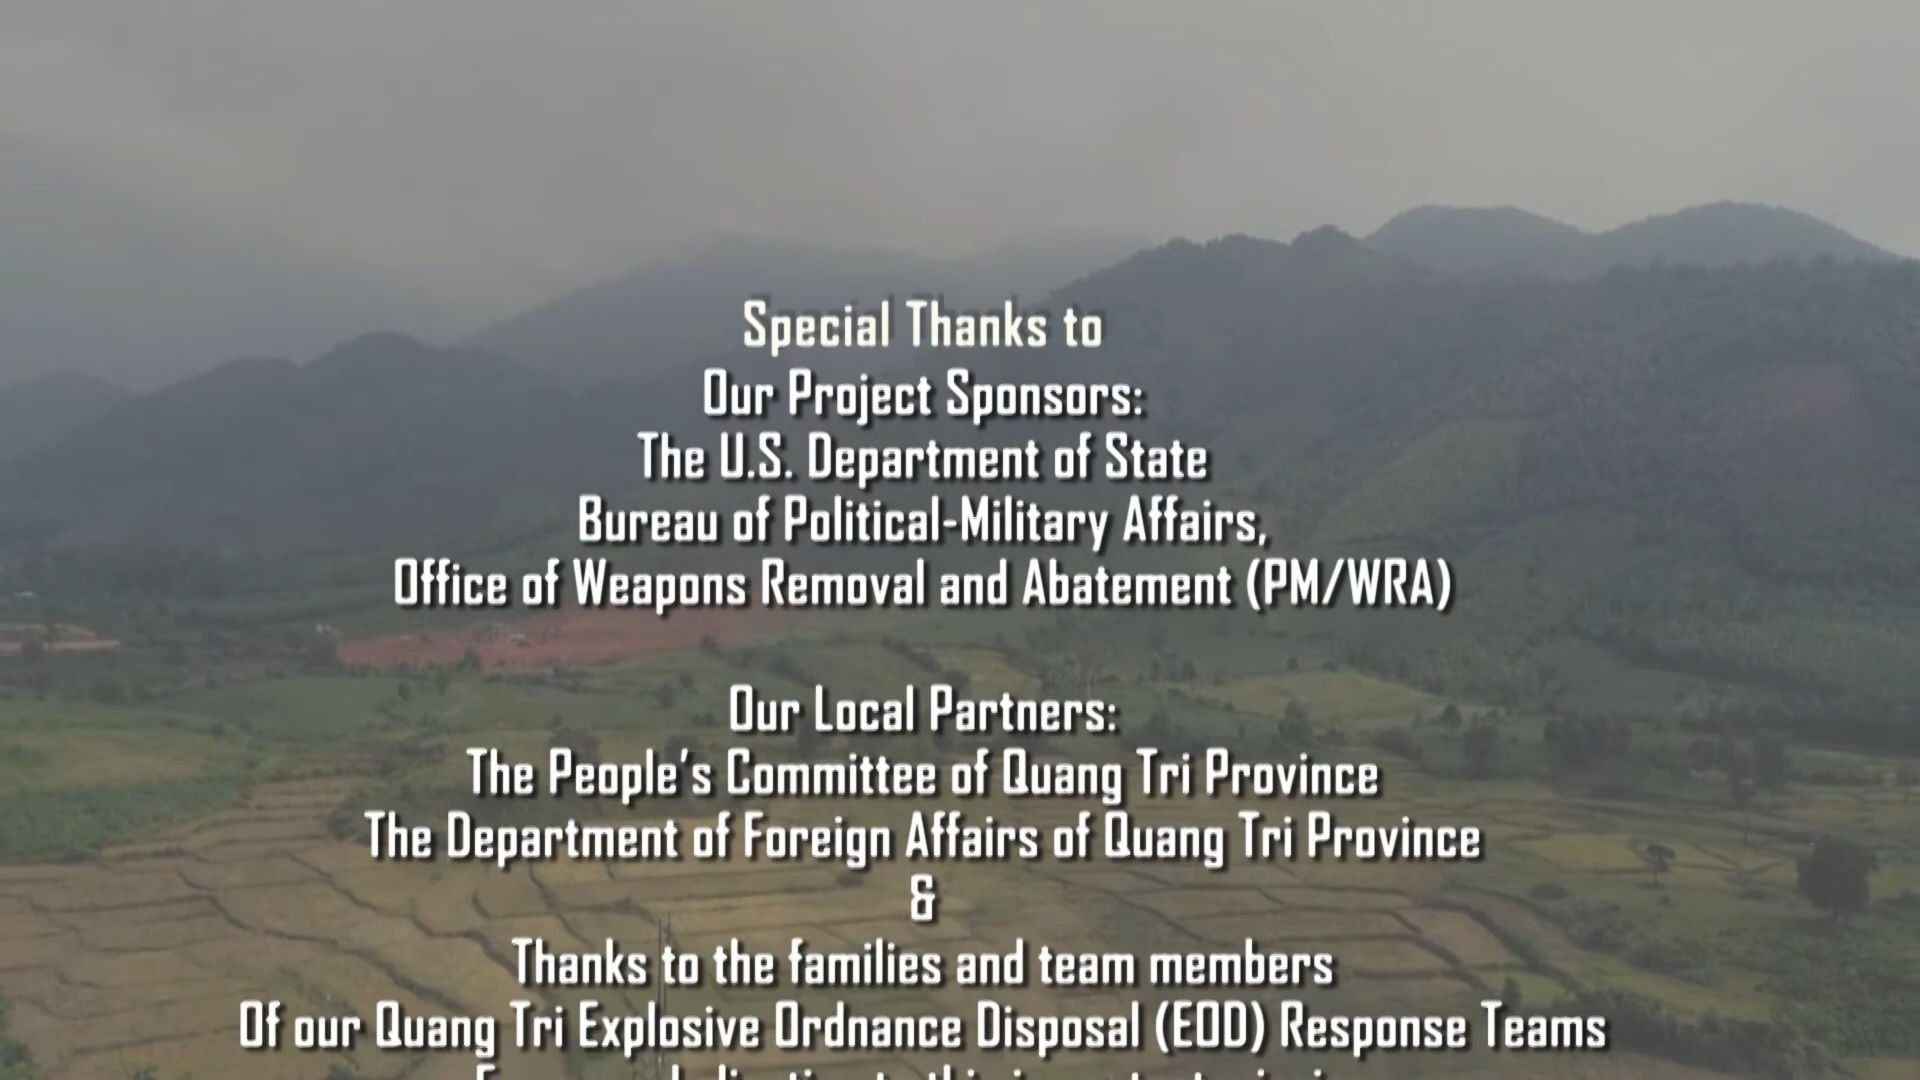 Special Thanks to
Our Project Sponsors:
The U.S. Department of State
Bureau of Political-Military Affairs,
Office of Weapons Removal and Abatement (PM/WRA)
Our Local Partners:
The People's Committee of Quang Tri Province
The Department of Foreign Affairs of Quang Tri Province
&
Thanks to the families and team members
Of our Quang Tri Explosive Ordnance Disposal (EOD) Response Teams